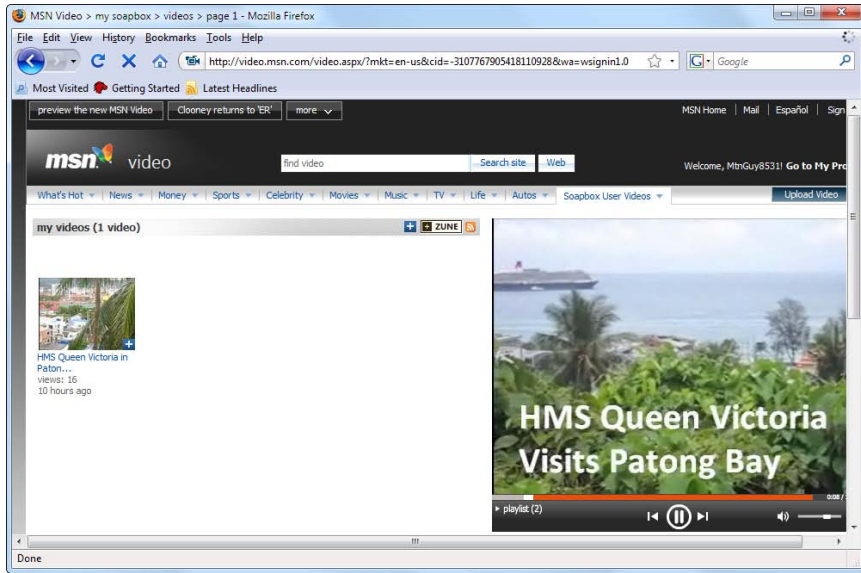 MSN Video > my soapbox > videos > page 1 - Mozilla Firefox
File Edit View History Bookmarks Tools Help
http://video.msn.com/video.aspx/?mkt=en-us&cid=-3107767905418110928&wa=wsignin1.0
G Google
Most Visited Getting Started Latest Headlines
preview the new MSN Video Clooney returns to 'ER' more MSN Home | Mail | Español | Sign
msn video find video Search site Web Welcome, MtnGuy8531! Go to My Pro
What's Hot | News | Money | Sports | Celebrity | Movies | Music | TV | Life | Autos Soapbox User Videos Upload Video
my videos (1 video) ZUNE
HMS Queen Victoria in
Paton...
views: 16
10 hours ago
HMS Queen Victoria
Visits Patong Bay
0:08 /
playlist (2)
Done